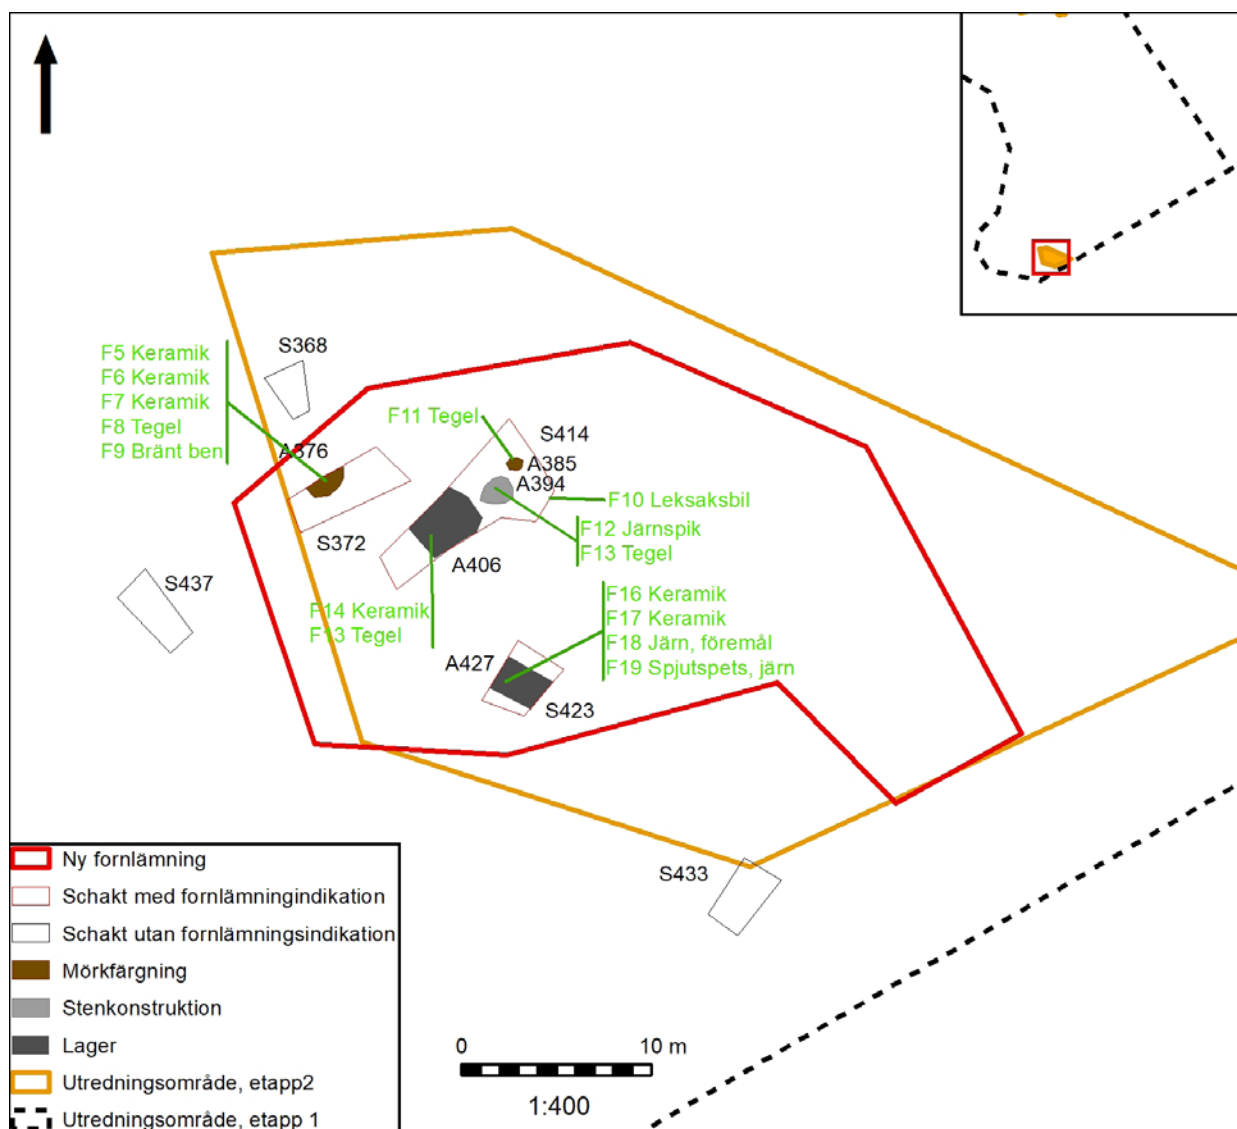 S368
F5 Keramik
F6 Keramik
F7 Keramik
F8 Tegel
F9 Bränt ben
A376
S372
F11 Tegel
S414
A385
A394
F10 Leksaksbil
F12 Järnspik
F13 Tegel
A406
S437
F14 Keramik
F13 Tegel
F16 Keramik
F17 Keramik
F18 Järn, föremål
F19 Spjutspets, järn
A427
S423
S433
Ny fornlämning
Schakt med fornlämningindikation
Schakt utan fornlämningsindikation
Mörkfärgning
Stenkonstruktion
Lager
Utredningsområde, etapp2
Utredningsområde, etapp 1
0 10 m
1:400